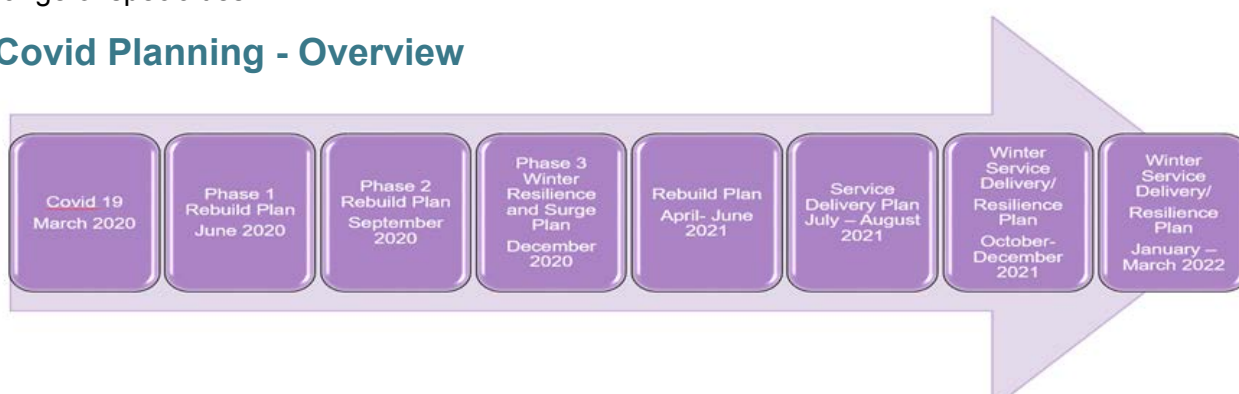 Covid Planning - Overview
Covid 19
March 2020
Phase 1
Rebuild Plan
June 2020
Phase 2
Rebuild Plan
September
2020
Phase 3
Winter
Resilience
and Surge
Plan
December
2020
Rebuild Plan
April- June
2021
Service
Delivery Plan
July – August
2021
Winter
Service
Delivery/
Resilience
Plan
October-
December
2021
Winter
Service
Delivery/
Resilience
Plan
January –
March 2022